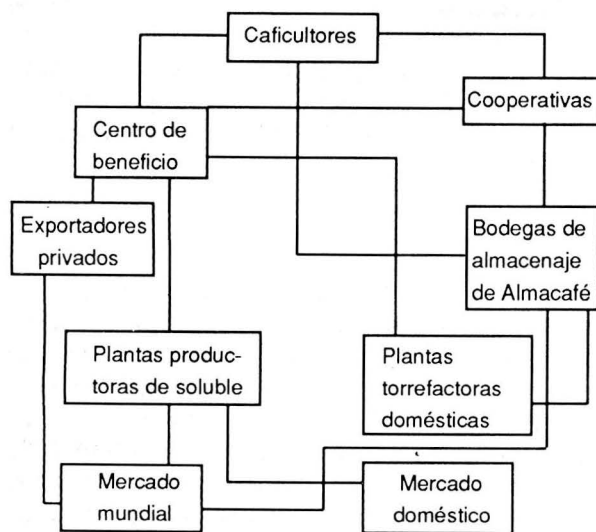 Caficultores
Cooperativas
Centro de
beneficio
Exportadores
privados
Bodegas de
almacenaje
de Almacafé
Plantas produc-
toras de soluble
Plantas
torrefactoras
domésticas
Mercado
mundial
Mercado
doméstico